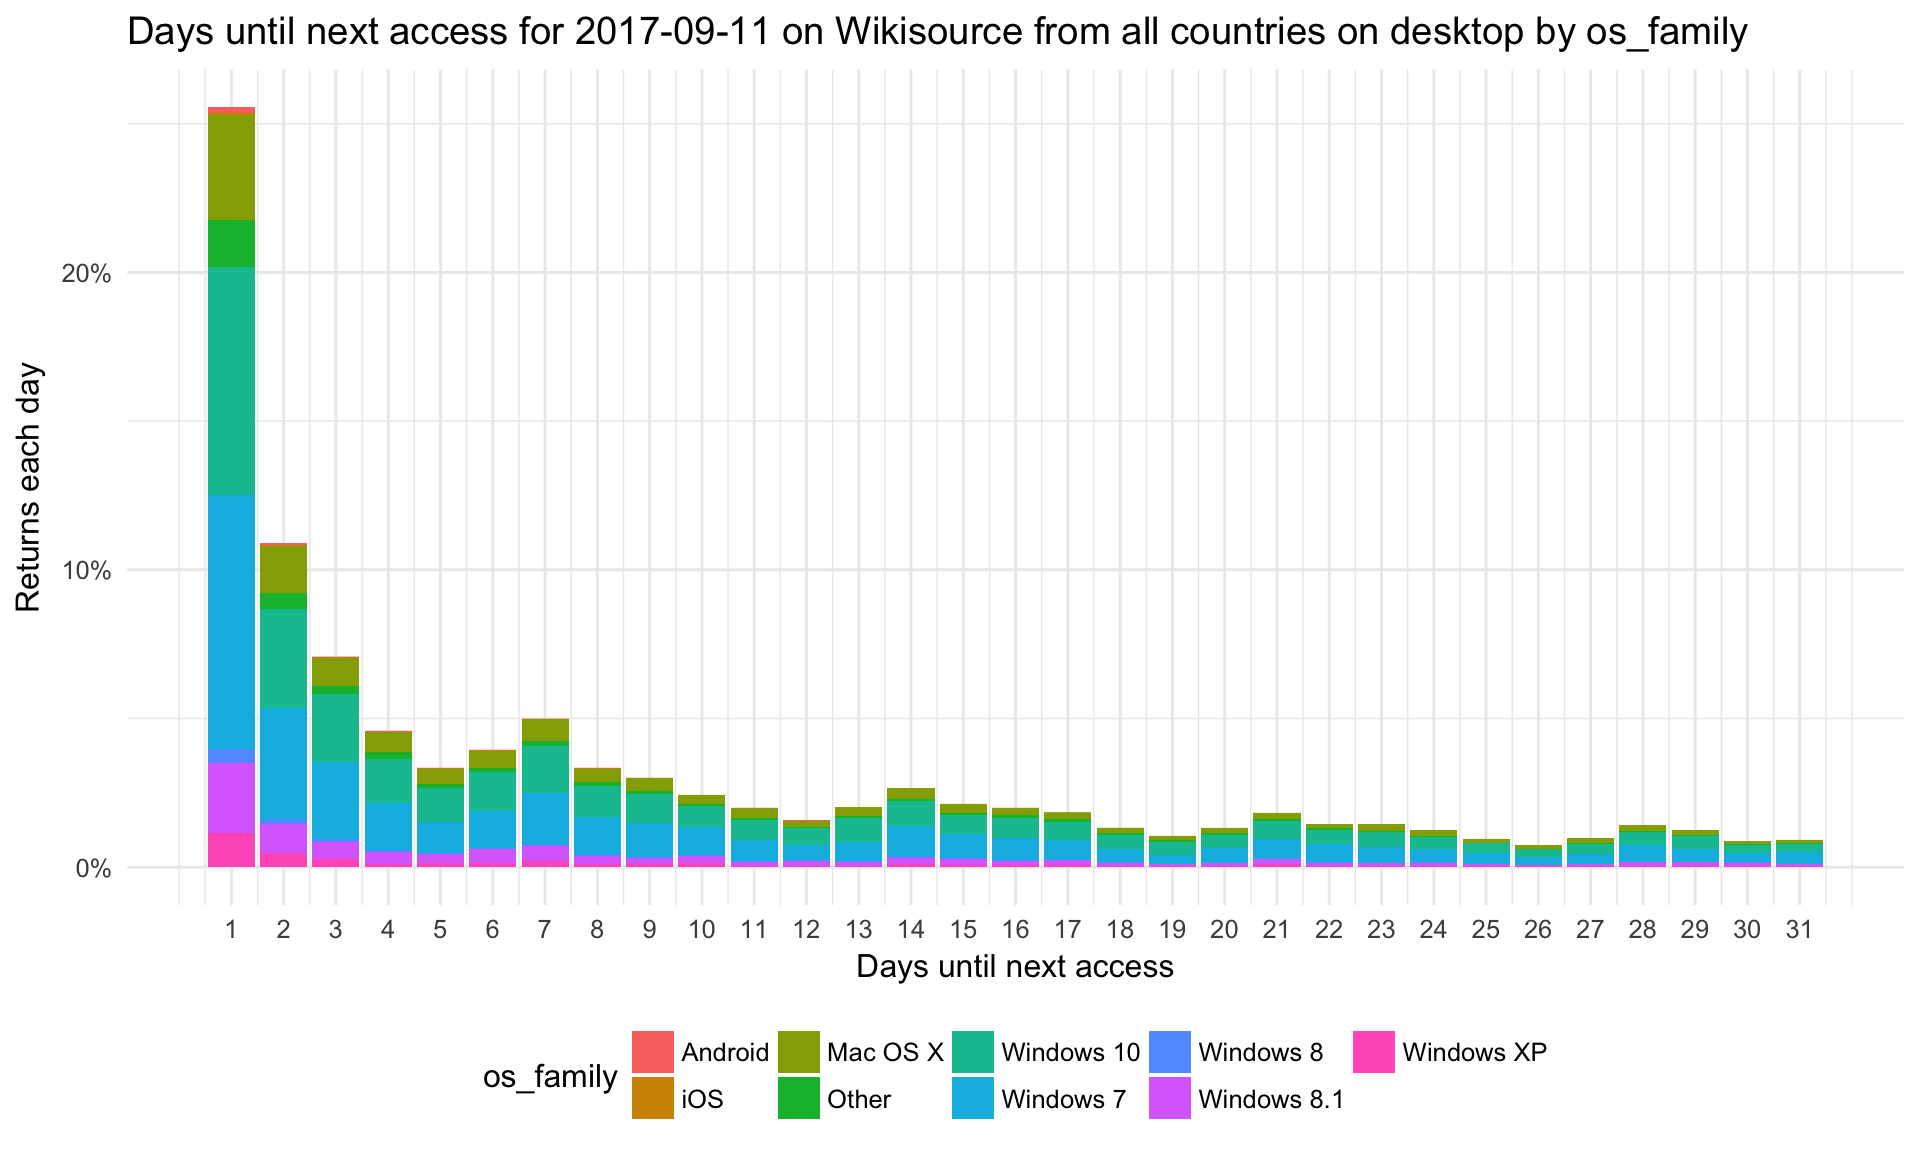 Days until next access for 2017-09-11 on Wikisource from all countries on desktop by os_family
Returns each day
20%
10%
0%
1 2 3 4 5 6 7 8 9 10 11 12 13 14 15 16 17 18 19 20 21 22 23 24 25 26 27 28 29 30 31
Days until next access
os_family
Android Mac OS X Windows 10 Windows 8 Windows XP
iOS Other Windows 7 Windows 8.1